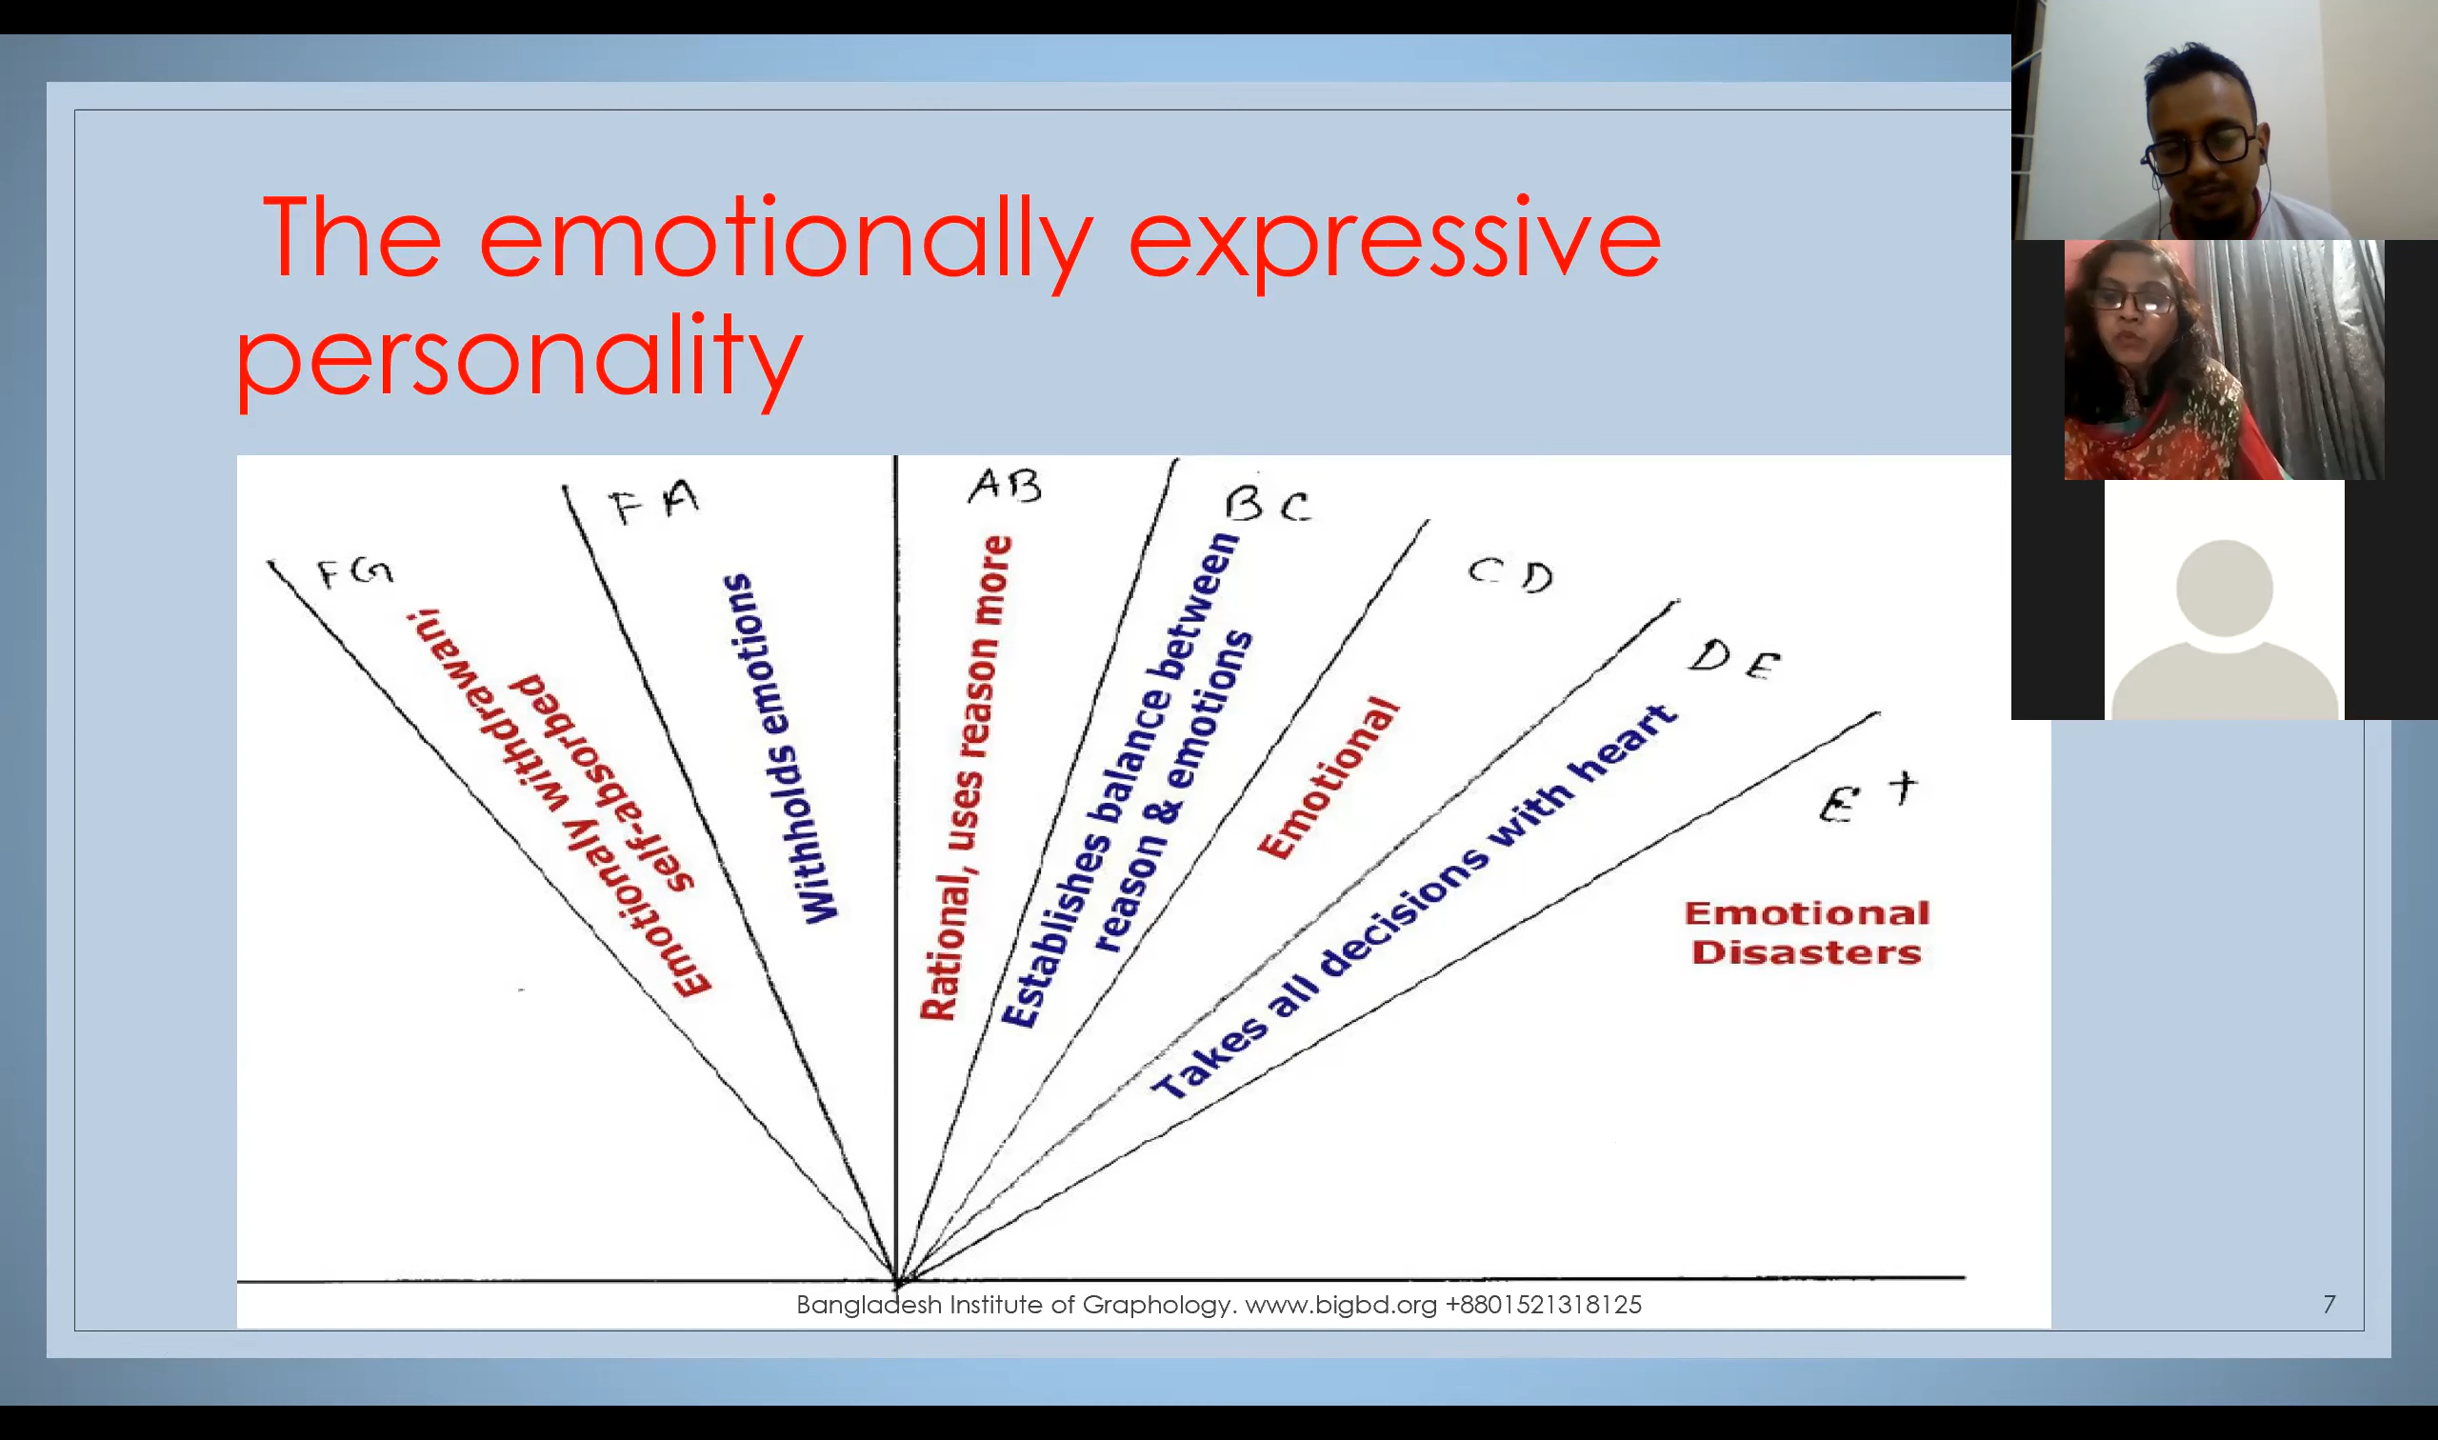 The emotionally expressive
personality
FG
FA
AB
BC
CD
DE
E+
Emotionaly withdrawan;
self-absorbed
Withholds emotions
Rational, uses reason more
Establishes balance between
reason & emotions
Emotional
Takes all decisions with heart
Emotional
Disasters
Bangladesh Institute of Graphology. www.bigbd.org +8801521318125
7